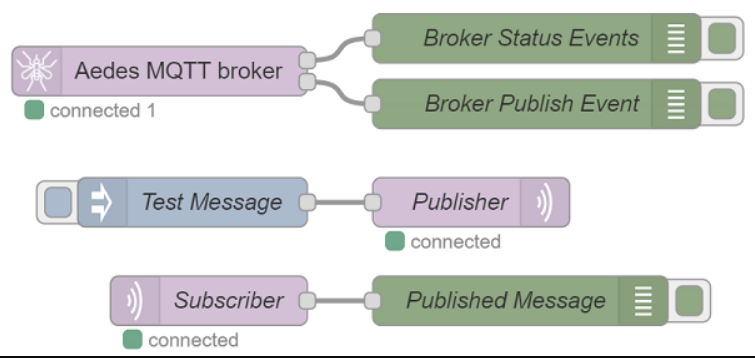 Broker Status Events
Aedes MQTT broker
connected 1
Broker Publish Event
Test Message
Publisher
connected
Subscriber
Published Message
connected